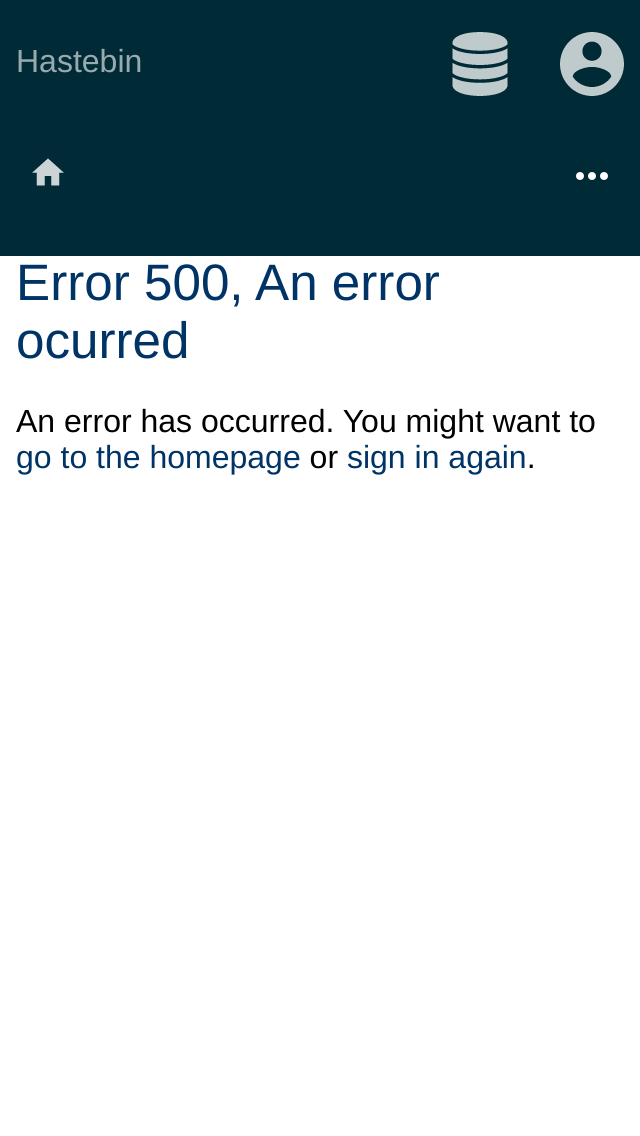 Hastebin
Error 500, An error
ocurred
An error has occurred. You might want to
go to the homepage or sign in again.